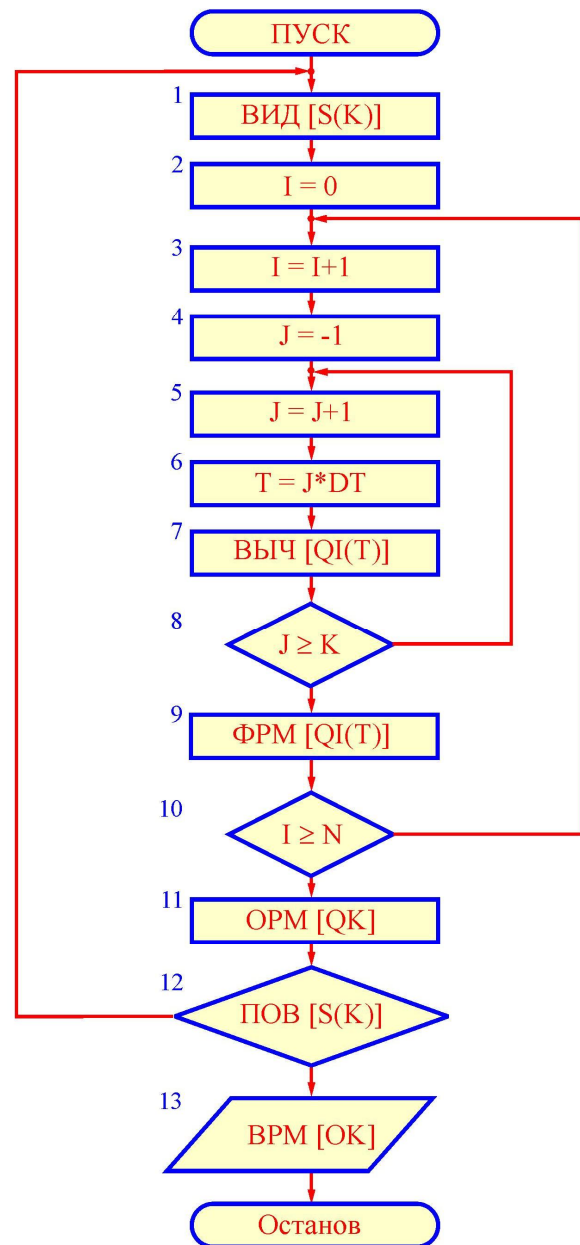 ПУСК
1
ВИД [S(K)]
2
I = 0
3
I = I+1
4
J = -1
5
J = J+1
6
T = J*DT
7
ВЫЧ [QI(T)]
8
J ≥ K
9
ФРМ [QI(T)]
10
I ≥ N
11
ОРМ [QK]
12
ПОВ [S(K)]
13
ВРМ [OK]
Останов